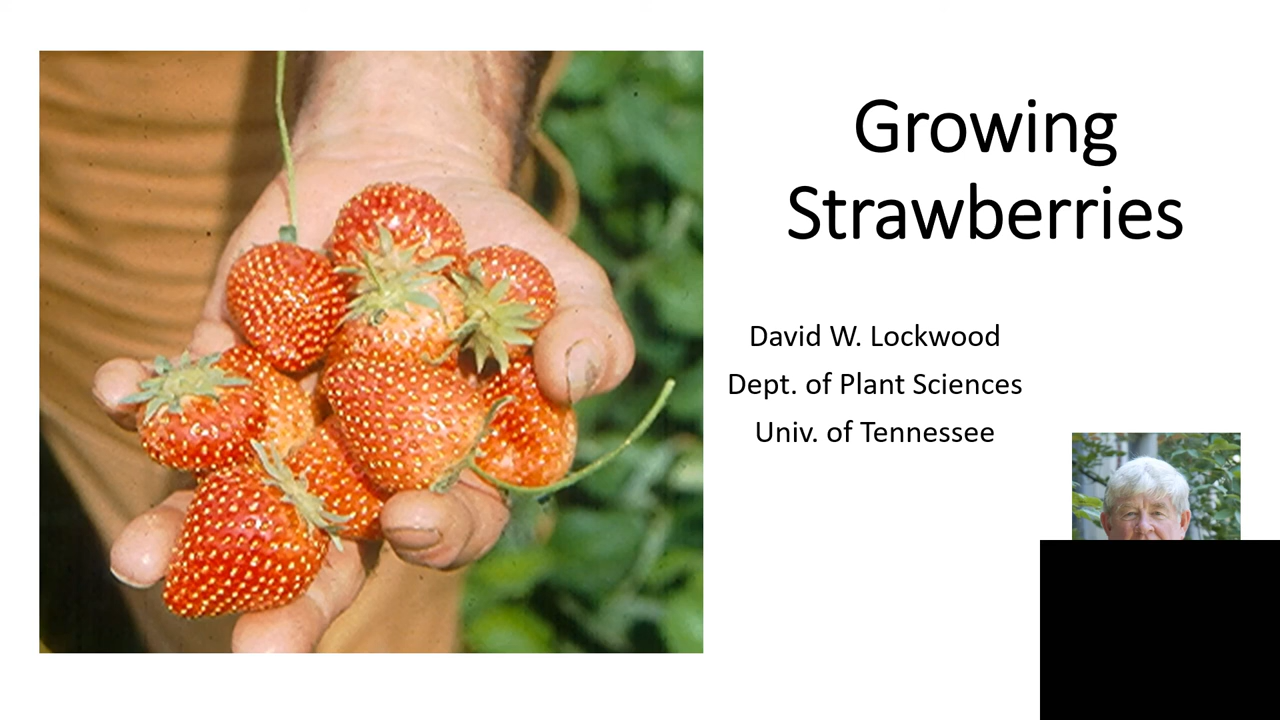 Growing
Strawberries
David W. Lockwood
Dept. of Plant Sciences
Univ. of Tennessee